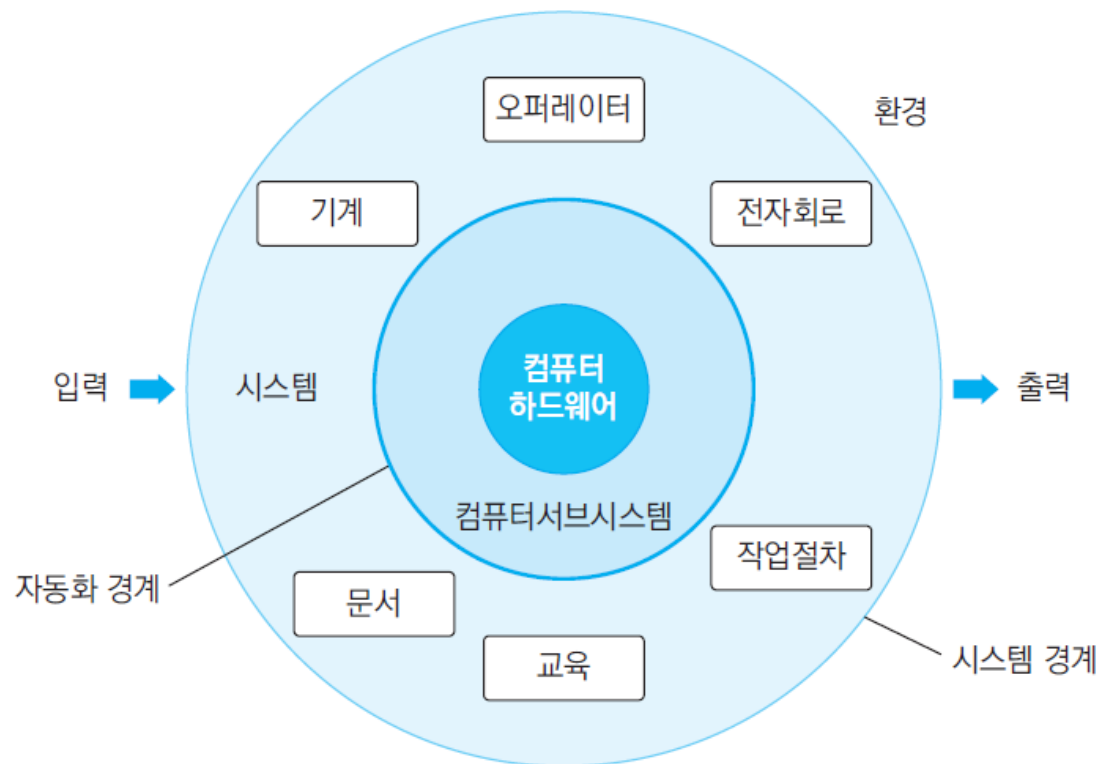 오퍼레이터
환경
기계
전자회로
입력
시스템
컴퓨터
하드웨어
출력
컴퓨터서브시스템
작업절차
자동화 경계
문서
교육
시스템 경계